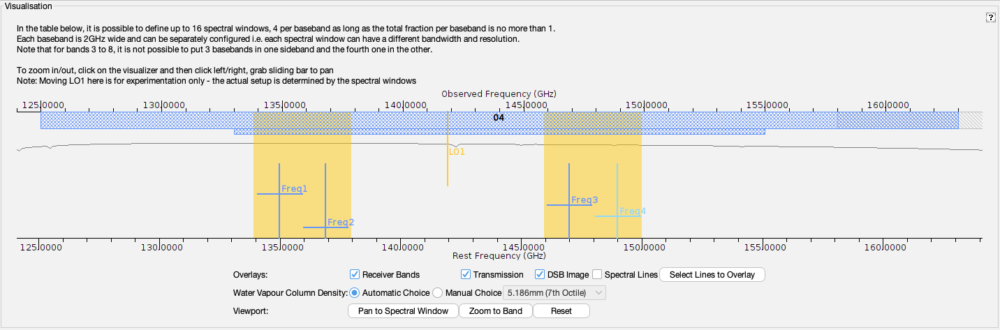 Visualisation
?
In the table below, it is possible to define up to 16 spectral windows, 4 per baseband as long as the total fraction per baseband is no more than 1.
Each baseband is 2GHz wide and can be separately configured i.e. each spectral window can have a different bandwidth and resolution.
Note that for bands 3 to 8, it is not possible to put 3 basebands in one sideband and the fourth one in the other.
To zoom in/out, click on the visualizer and then click left/right, grab sliding bar to pan
Note: Moving LO1 here is for experimentation only - the actual setup is determined by the spectral windows
Observed Frequency (GHz)
125.0000 130.0000 135.0000 140.0000 145.0000 150.0000 155.0000 160.0000
04
LO1
Freq1
Freq3
Freq4
Freq2
125.0000 130.0000 135.0000 140.0000 145.0000 150.0000 155.0000 160.0000
Rest Frequency (GHz)
Overlays: Receiver Bands Transmission DSB Image Spectral Lines Select Lines to Overlay
Water Vapour Column Density: Automatic Choice Manual Choice 5.186mm (7th Octile)
Viewport: Pan to Spectral Window Zoom to Band Reset